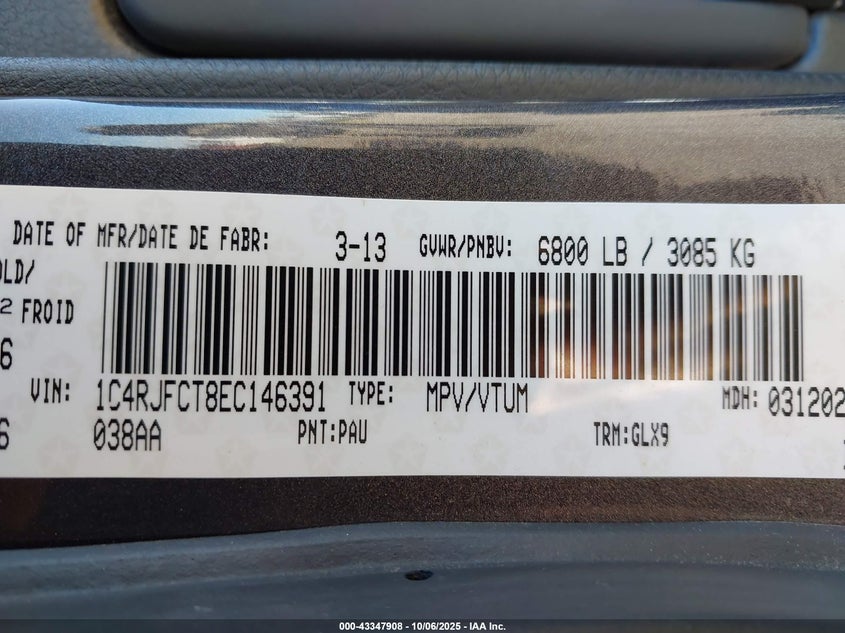 DATE OF MFR/DATE DE FABR: 3-13 GVWR/PNBV: 6800 LB / 3085 KG
OLD/
2 FROID
6
VIN: 1C4RJFCT8EC146391 TYPE: MPV/VTUM MDH: 031202
6 038AA PNT:PAU TRM:GLX9
000-43347908 - 10/06/2025 - IAA Inc.